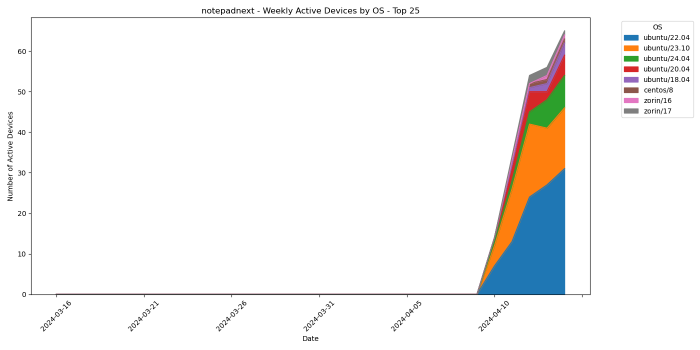 notepadnext - Weekly Active Devices by OS - Top 25
Number of Active Devices
60
50
40
30
20
10
0
2024-03-16
2024-03-21
2024-03-26
2024-03-31
2024-04-05
2024-04-10
Date
OS
ubuntu/22.04
ubuntu/23.10
ubuntu/24.04
ubuntu/20.04
ubuntu/18.04
centos/8
zorin/16
zorin/17